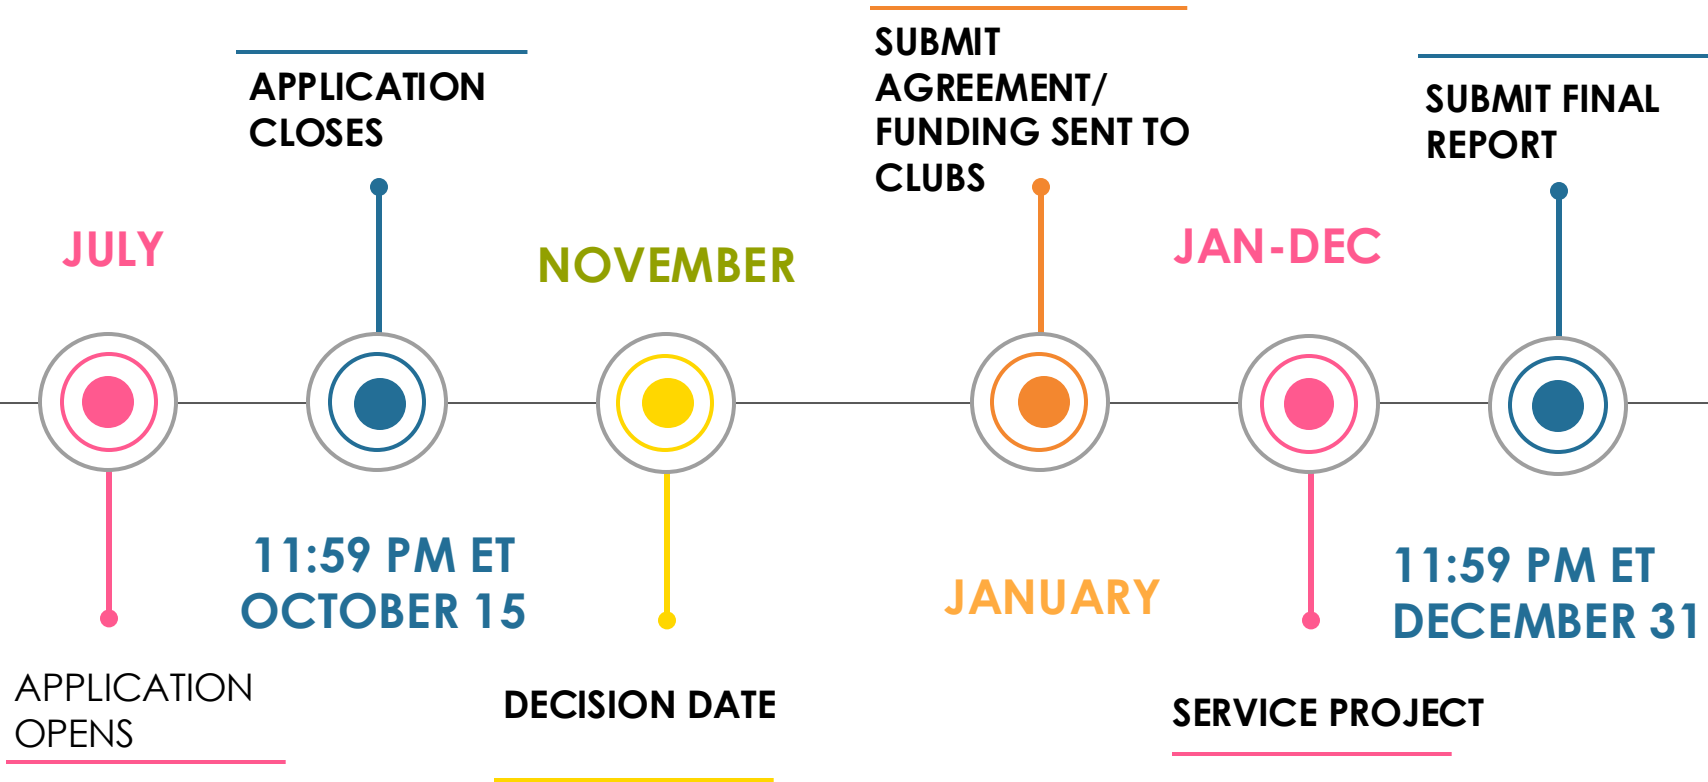 JULY
APPLICATION
OPENS
APPLICATION
CLOSES
11:59 PM ET
OCTOBER 15
NOVEMBER
DECISION DATE
SUBMIT
AGREEMENT/
FUNDING SENT TO
CLUBS
JANUARY
JAN-DEC
SERVICE PROJECT
SUBMIT FINAL
REPORT
11:59 PM ET
DECEMBER 31